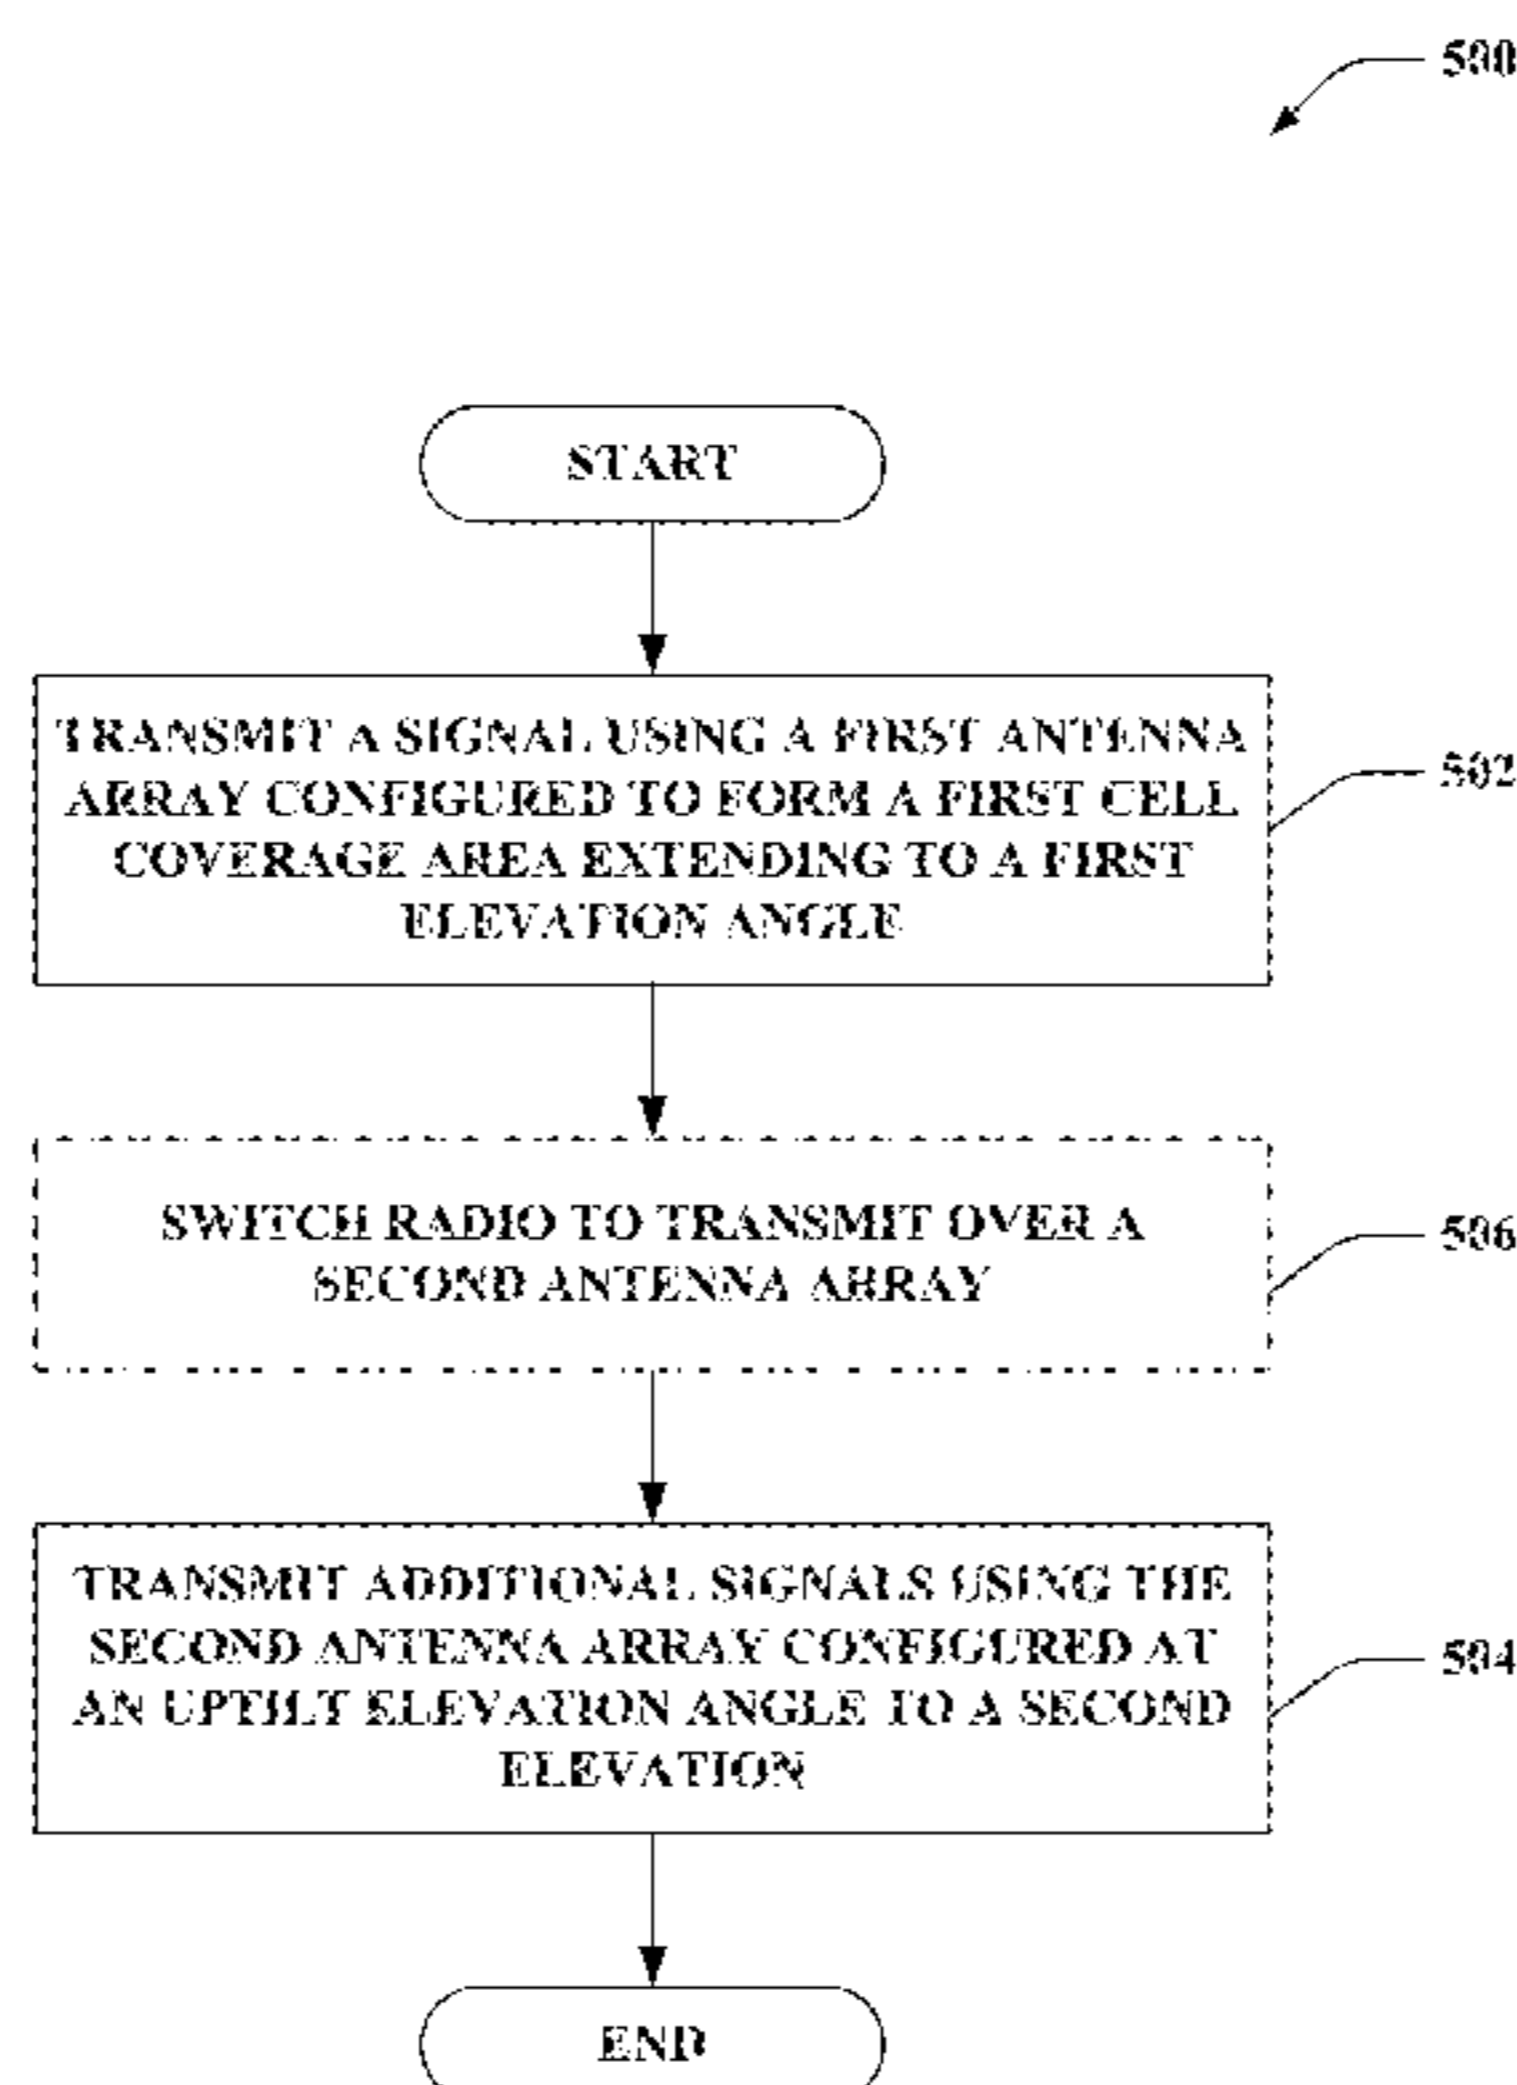 500
START
TRANSMIT A SIGNAL USING A FIRST ANTENNA
ARRAY CONFIGURED TO FORM A FIRST CELL
COVERAGE AREA EXTENDING TO A FIRST
ELEVATION ANGLE
502
SWITCH RADIO TO TRANSMIT OVER A
SECOND ANTENNA ARRAY
506
TRANSMIT ADDITIONAL SIGNALS USING THE
SECOND ANTENNA ARRAY CONFIGURED AT
AN UPTILT ELEVATION ANGLE TO A SECOND
ELEVATION
504
END